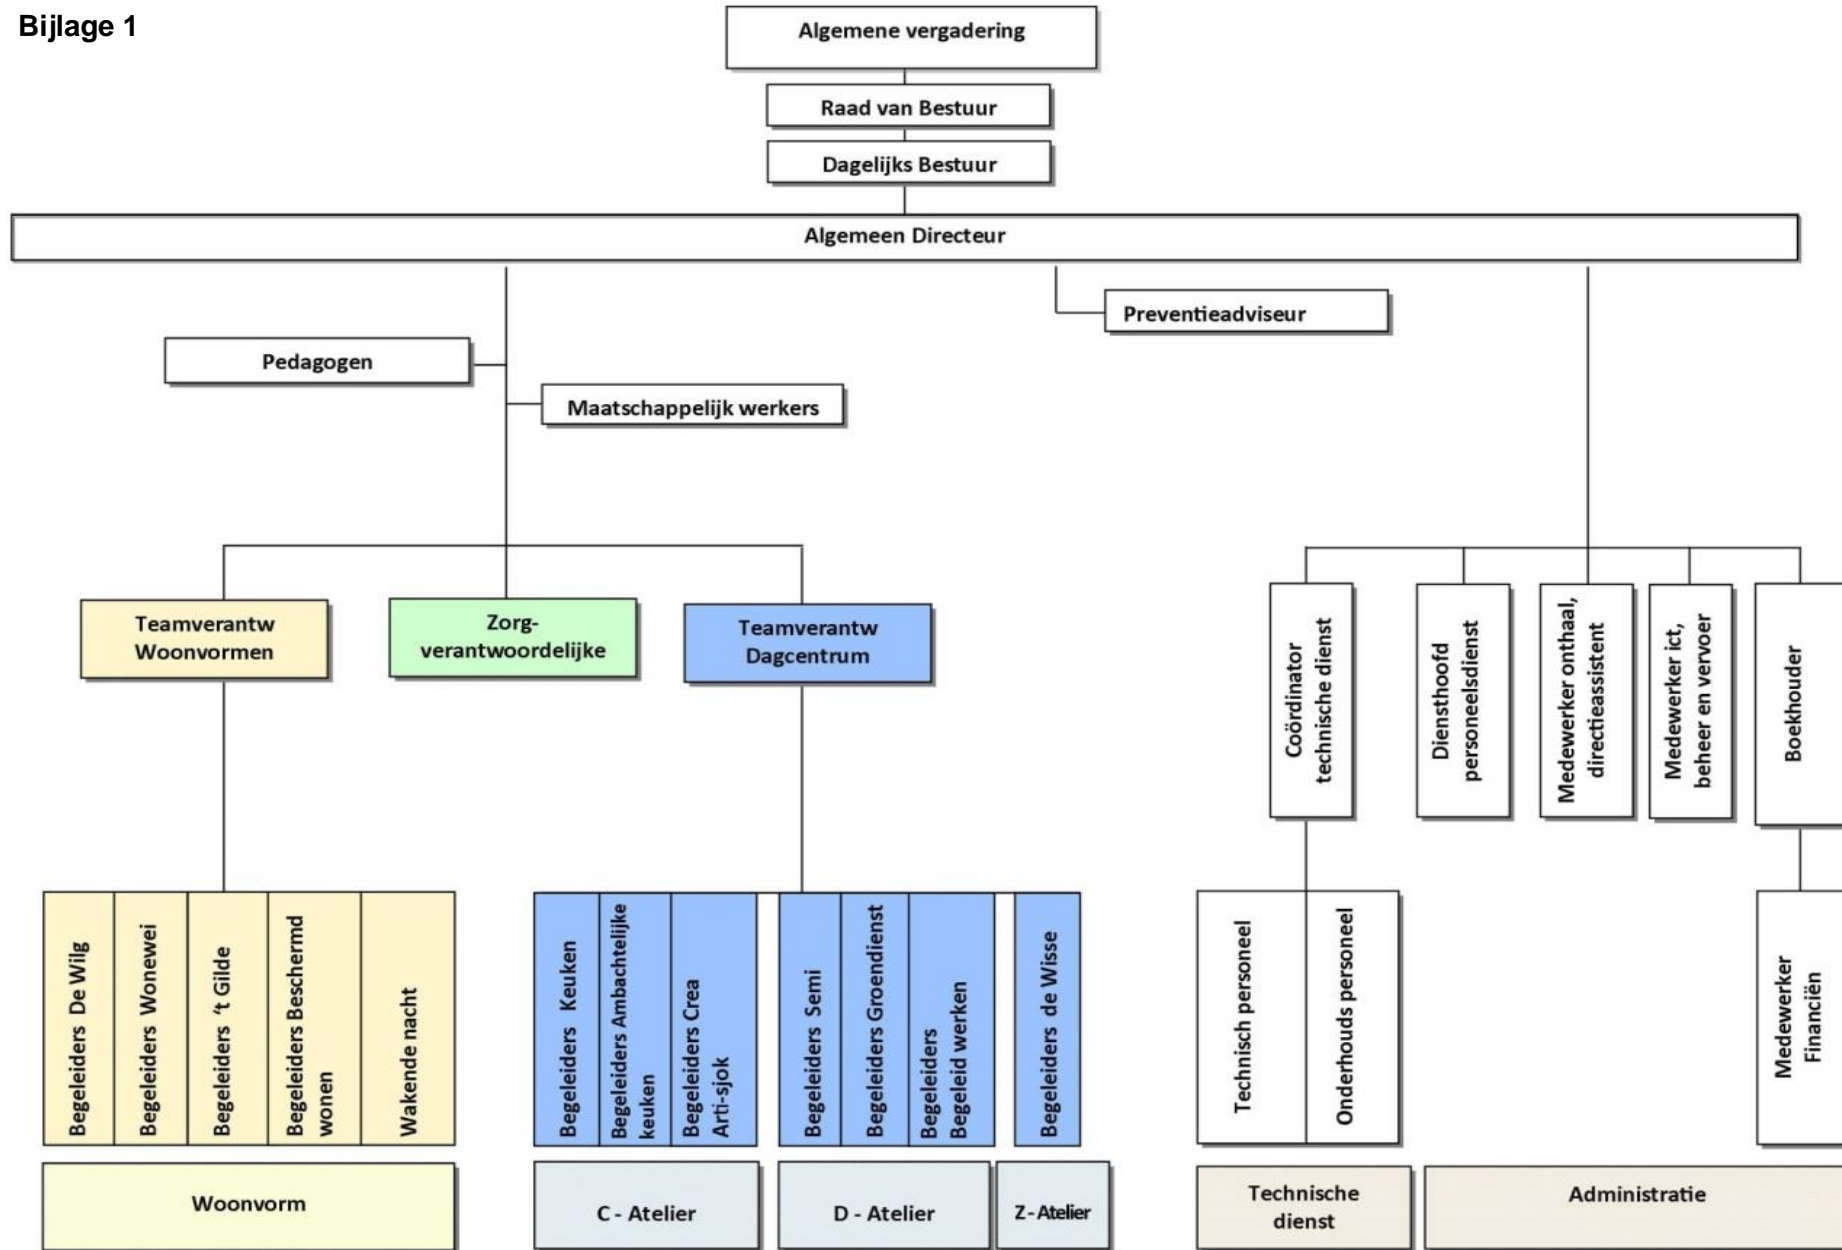 Bijlage 1
Algemene vergadering
Raad van Bestuur
Dagelijks Bestuur
Algemeen Directeur
Preventieadviseur
Pedagogen
Maatschappelijk werkers
Teamverantw
Woonvormen
Zorg-
verantwoordelijke
Teamverantw
Dagcentrum
Coördinator
technische dienst
Diensthoofd
personeelsdienst
Medewerker onthaal,
directieassistent
Medewerker ict,
beheer en vervoer
Boekhouder
Begeleiders De Wilg
Begeleiders Wonewei
Begeleiders ‘t Gilde
Begeleiders Beschermd
wonen
Wakende nacht
Begeleiders Keuken
Begeleiders Ambachtelijke
keuken
Begeleiders Crea
Arti-sjok
Begeleiders Semi
Begeleiders Groendienst
Begeleiders
Begeleid werken
Begeleiders de Wisse
Technisch personeel
Onderhouds personeel
Medewerker
Financiën
Woonvorm
C - Atelier
D - Atelier
Z - Atelier
Technische
dienst
Administratie